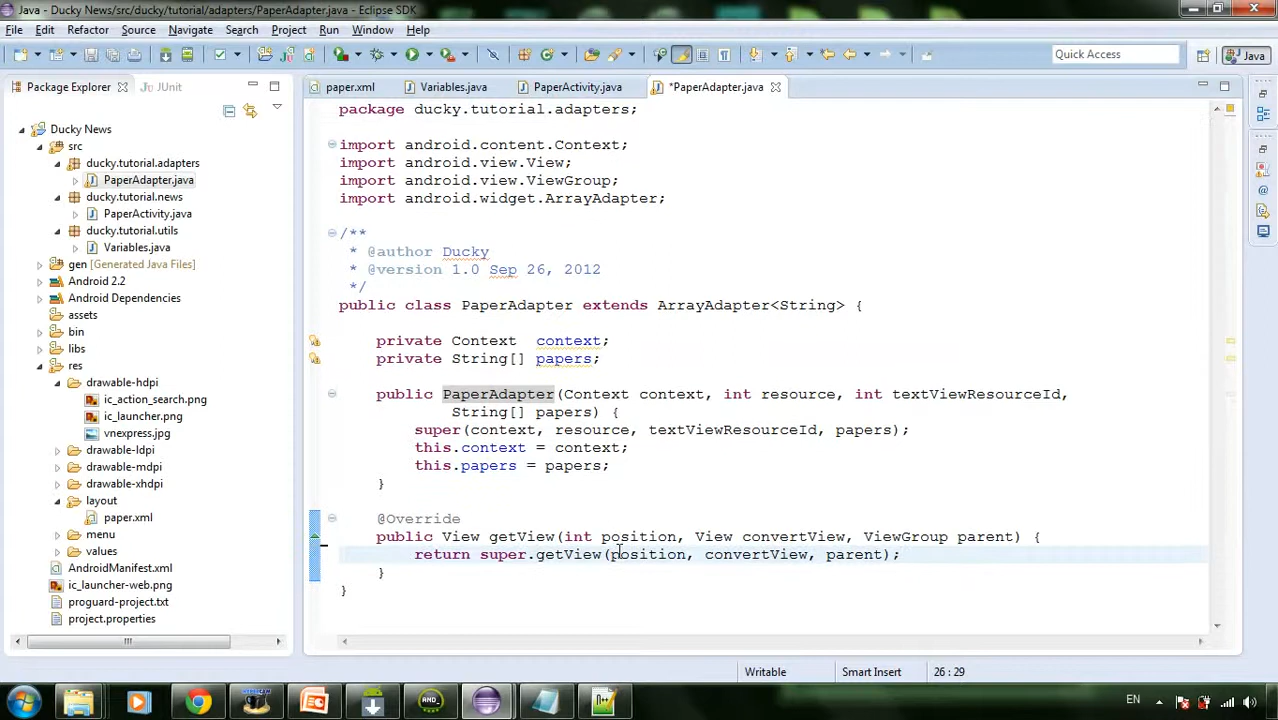 Java - Ducky News/src/ducky/tutorial/adapters/PaperAdapter.java - Eclipse SDK
File Edit Refactor Source Navigate Search Project Run Window Help
Quick Access
Java
Package Explorer
JUnit
paper.xml
Variables.java
PaperActivity.java
*PaperAdapter.java
Ducky News
src
ducky.tutorial.adapters
PaperAdapter.java
ducky.tutorial.news
PaperActivity.java
ducky.tutorial.utils
Variables.java
gen [Generated Java Files]
Android 2.2
Android Dependencies
assets
bin
libs
res
drawable-hdpi
ic_action_search.png
ic_launcher.png
vnexpress.jpg
drawable-ldpi
drawable-mdpi
drawable-xhdpi
layout
paper.xml
menu
values
AndroidManifest.xml
ic_launcher-web.png
proguard-project.txt
project.properties
package ducky.tutorial.adapters;
import android.content.Context;
import android.view.View;
import android.view.ViewGroup;
import android.widget.ArrayAdapter;
/**
* @author Ducky
* @version 1.0 Sep 26, 2012
*/
public class PaperAdapter extends ArrayAdapter<String> {
private Context context;
private String[] papers;
public PaperAdapter(Context context, int resource, int textViewResourceId,
String[] papers) {
super(context, resource, textViewResourceId, papers);
this.context = context;
this.papers = papers;
}
@Override
public View getView(int position, View convertView, ViewGroup parent) {
return super.getView(position, convertView, parent);
}
}
Writable
Smart Insert
26 : 29
EN